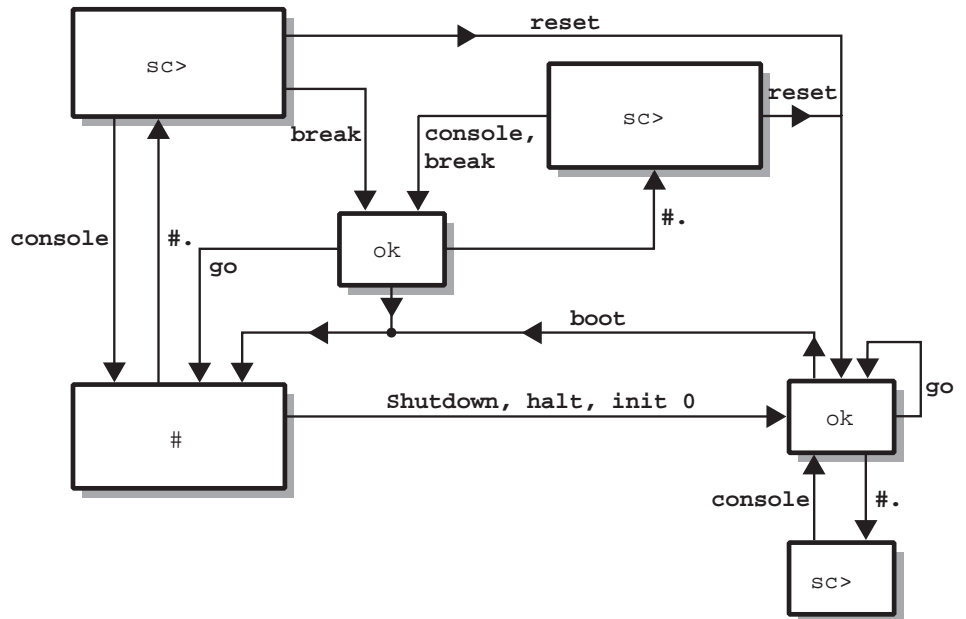 reset
sc>
reset
sc>
break
console,
break
#.
console
#.
ok
go
boot
Shutdown, halt, init 0
go
ok
#
console
#.
sc>